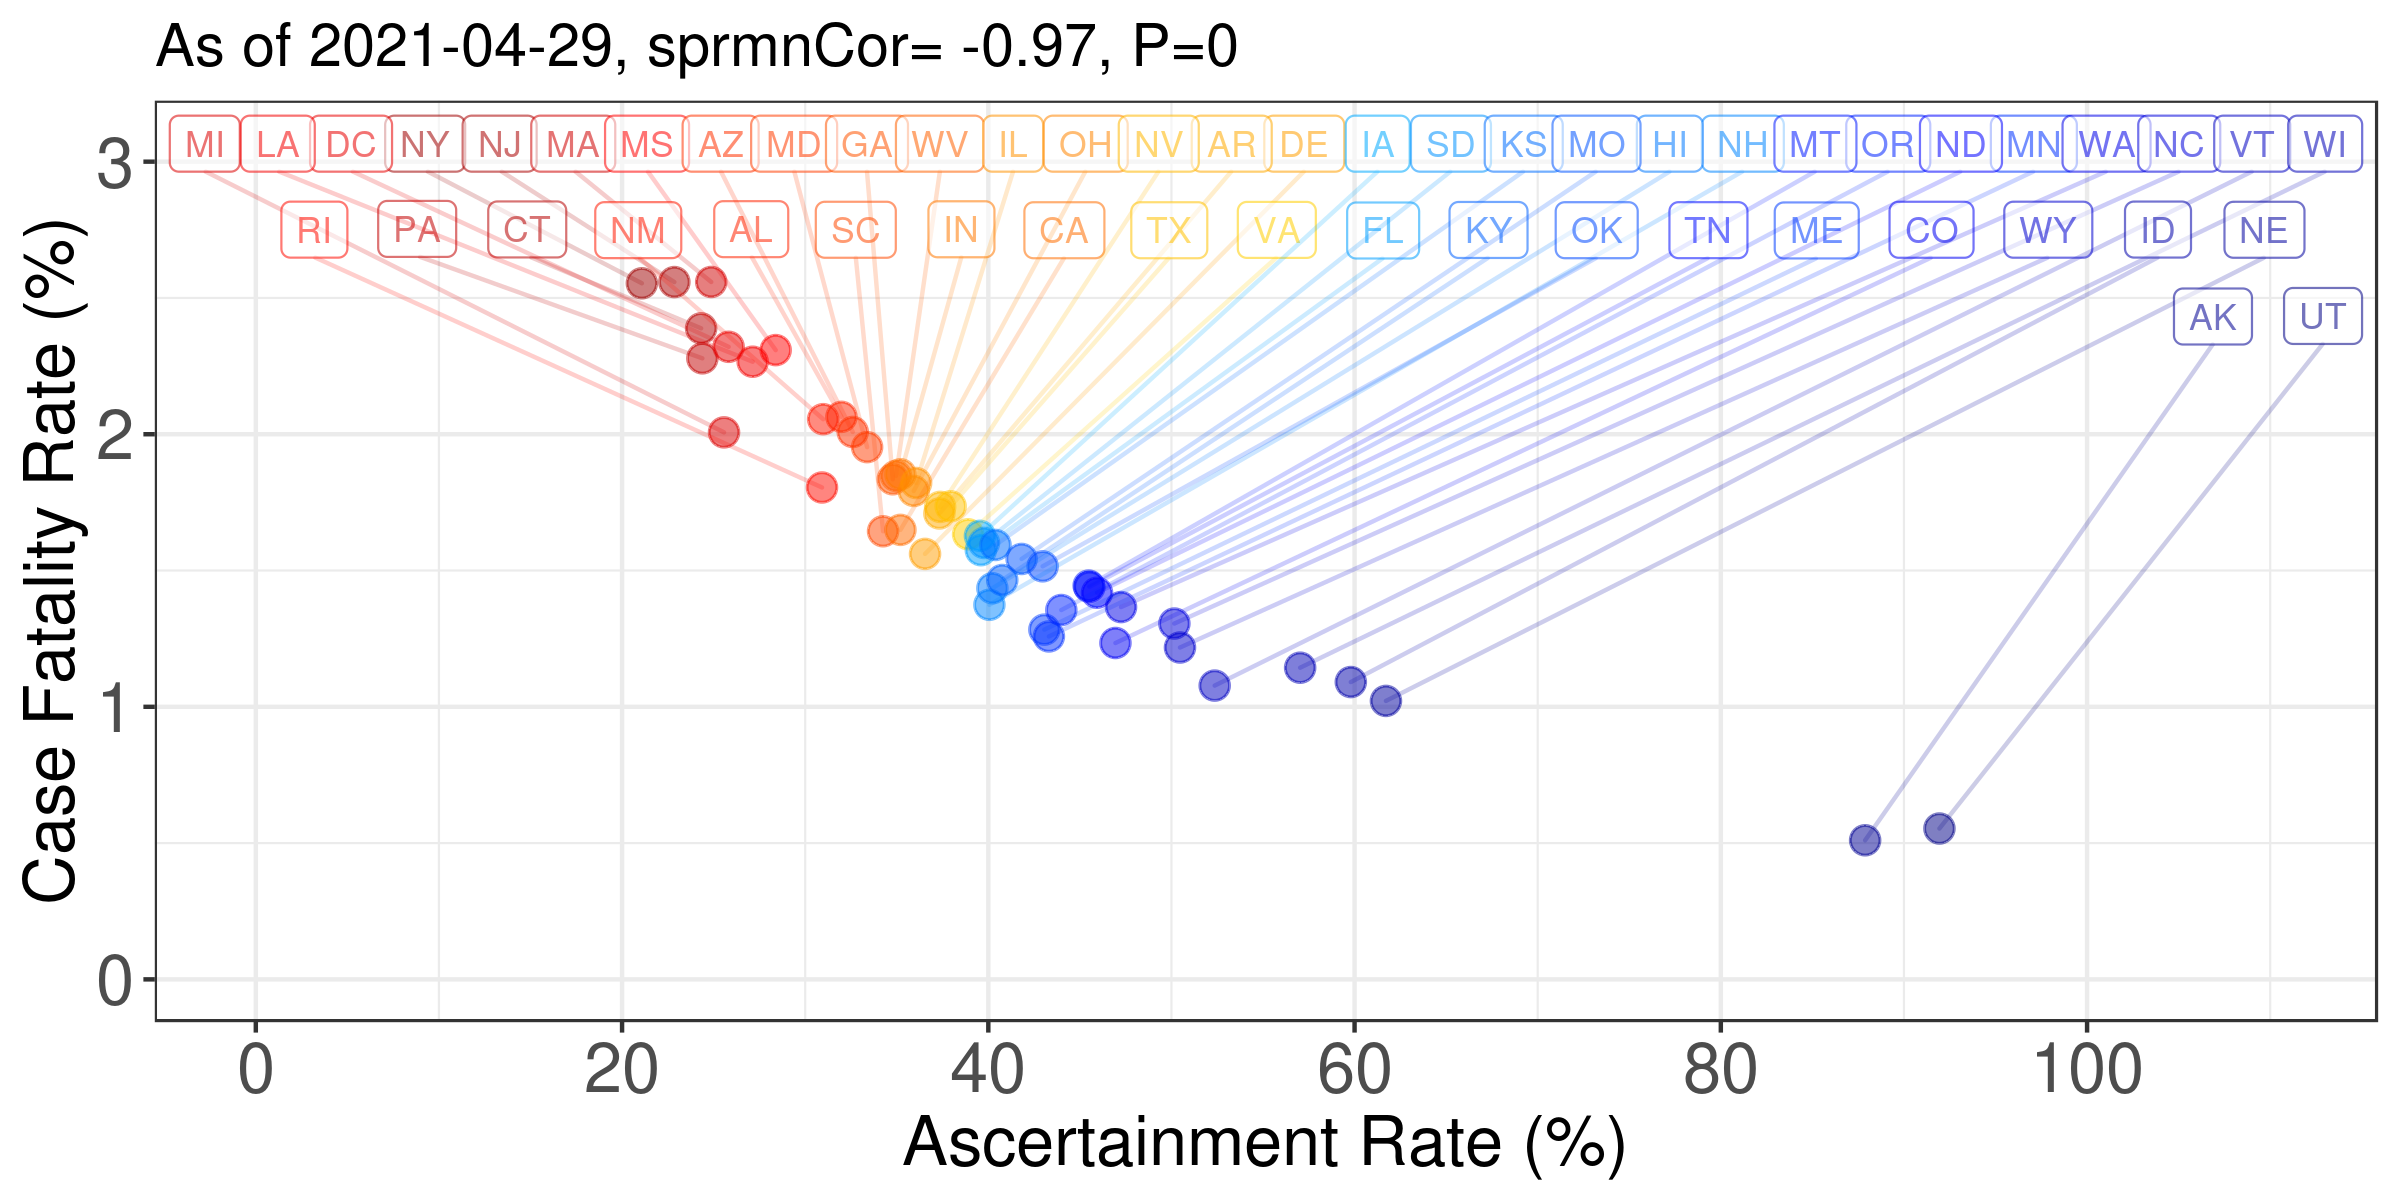 As of 2021-04-29, sprmnCor= -0.97, P=0
MI LA DC NY NJ MA MS AZ MD GA WV IL OH NV AR DE IA SD KS MO HI NH MT OR ND MN WA NC VT WI
RI PA CT NM AL SC IN CA TX VA FL KY OK TN ME CO WY ID NE
AK UT
3
2
1
0
Case Fatality Rate (%)
0 20 40 60 80 100
Ascertainment Rate (%)